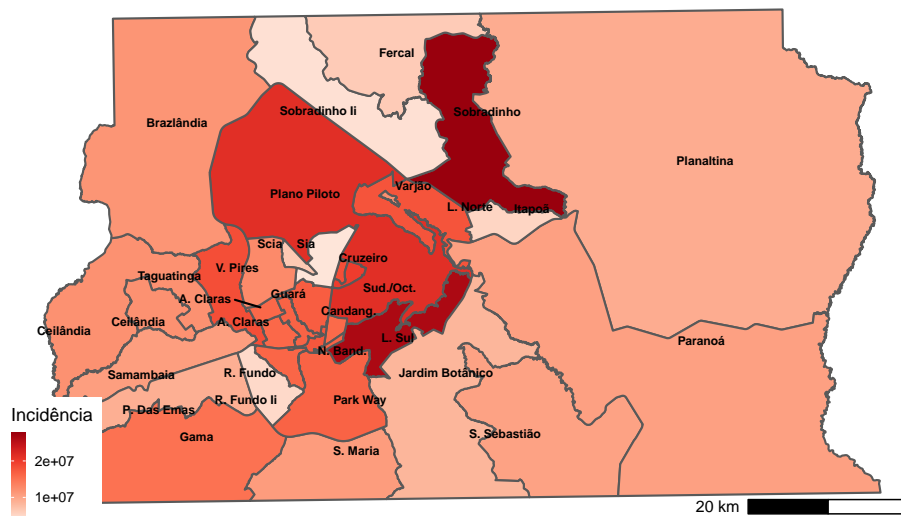 Fercal
Sobradinho Ii
Sobradinho
Brazlândia
Planaltina
Plano Piloto
Varjão
L. Norte
Itapoã
Scia
Sia
Cruzeiro
V. Pires
Taguatinga
Guará
Sud./Oct.
A. Claras
Candang.
Ceilândia
Ceilândia
A. Claras
L. Sul
Paranoá
N. Band.
Samambaia
R. Fundo
Jardim Botânico
R. Fundo Ii
Park Way
P. Das Emas
Gama
S. Sebastião
S. Maria
Incidência
2e+07
1e+07
20 km